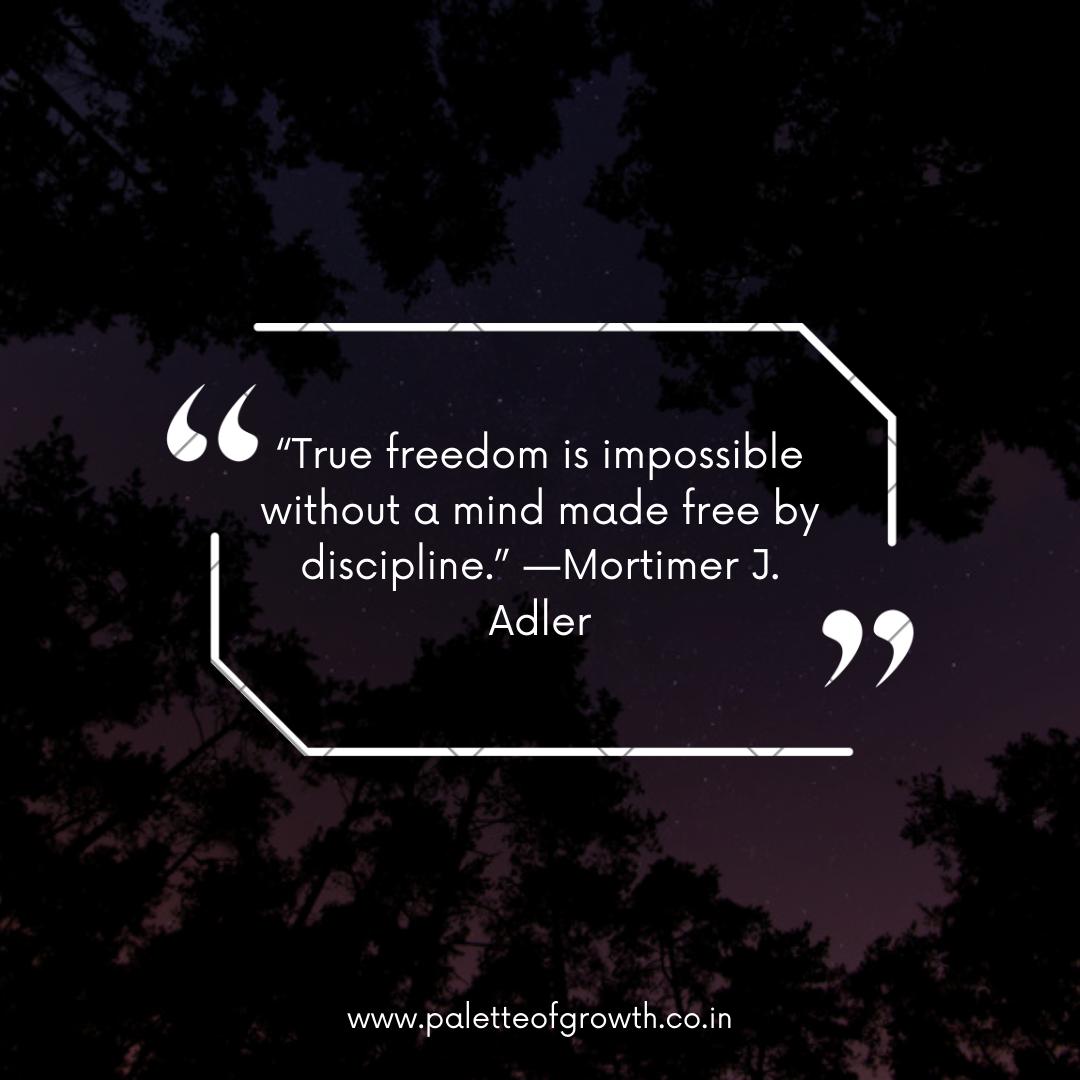 “True freedom is impossible
without a mind made free by
discipline.” —Mortimer J.
Adler
www.paletteofgrowth.co.in